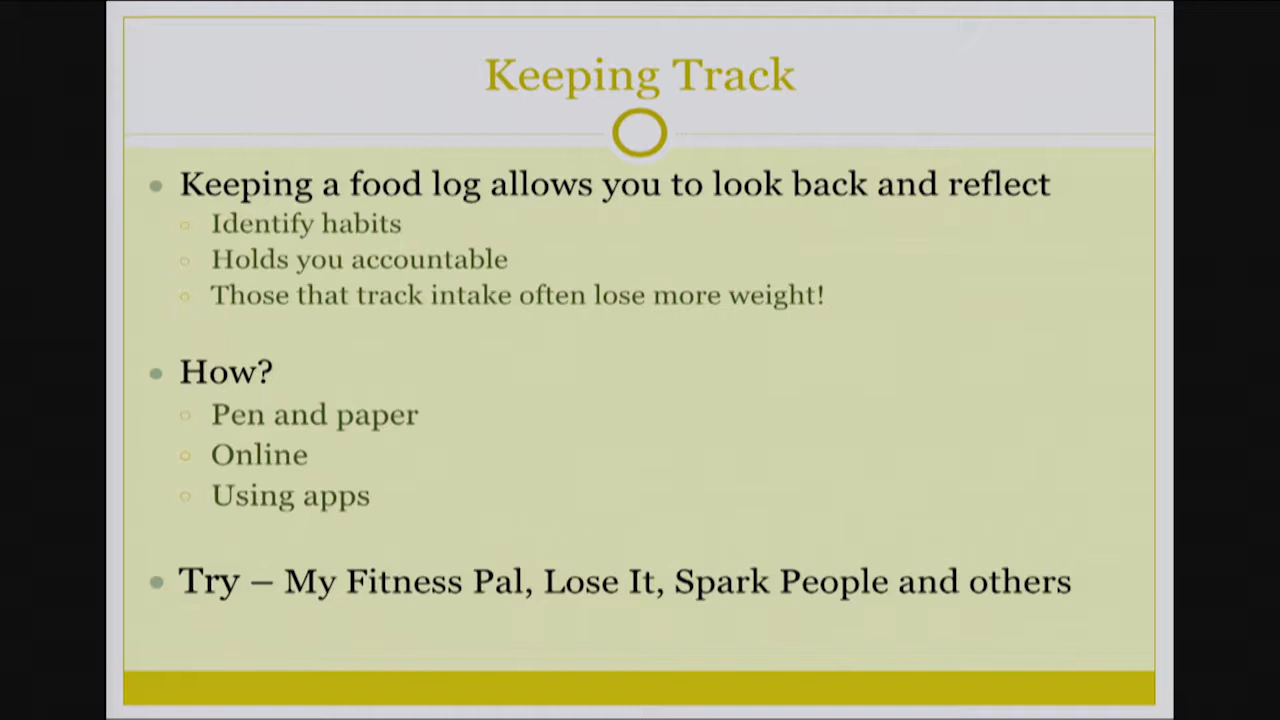 Keeping Track
Keeping a food log allows you to look back and reflect
Identify habits
Holds you accountable
Those that track intake often lose more weight!
How?
Pen and paper
Online
Using apps
Try – My Fitness Pal, Lose It, Spark People and others